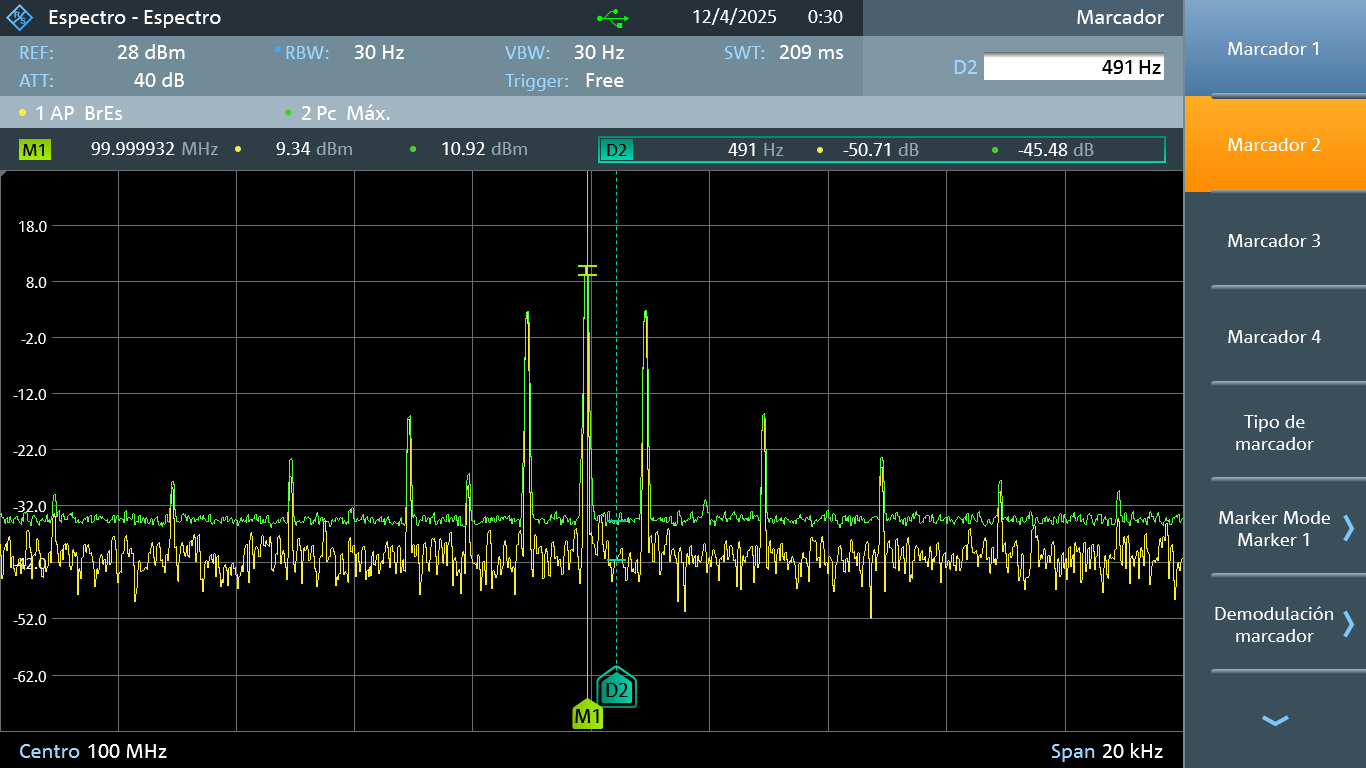 Espectro - Espectro 12/4/2025 0:30 Marcador
REF: 28 dBm RBW: 30 Hz VBW: 30 Hz SWT: 209 ms
ATT: 40 dB Trigger: Free
D2 491 Hz
1 AP BrEs 2 Pc Máx.
M1 99.999932 MHz 9.34 dBm 10.92 dBm D2 491 Hz -50.71 dB -45.48 dB
18.0
8.0
-2.0
-12.0
-22.0
-32.0
-42.0
-52.0
-62.0
D2
M1
Centro 100 MHz Span 20 kHz
Marcador 1
Marcador 2
Marcador 3
Marcador 4
Tipo de
marcador
Marker Mode
Marker 1
Demodulación
marcador